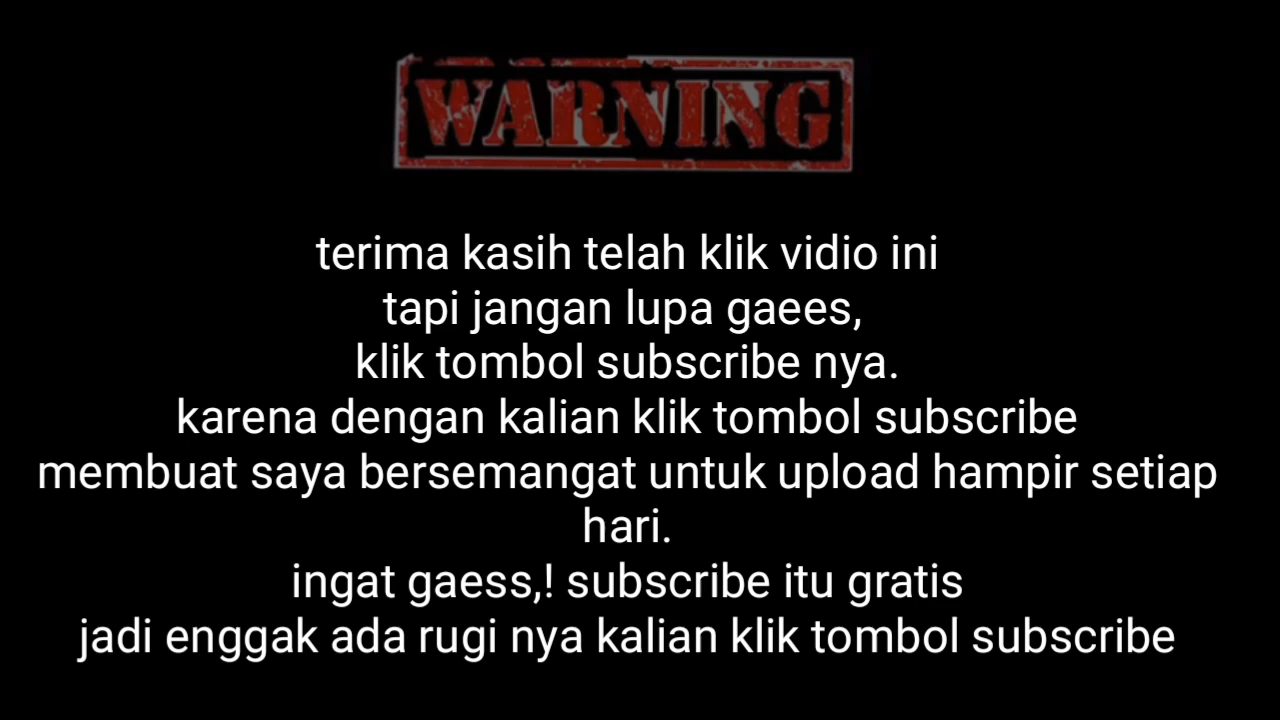 WARNING
terima kasih telah klik vidio ini
tapi jangan lupa gaees,
klik tombol subscribe nya.
karena dengan kalian klik tombol subscribe
membuat saya bersemangat untuk upload hampir setiap
hari.
ingat gaess,! subscribe itu gratis
jadi enggak ada rugi nya kalian klik tombol subscribe